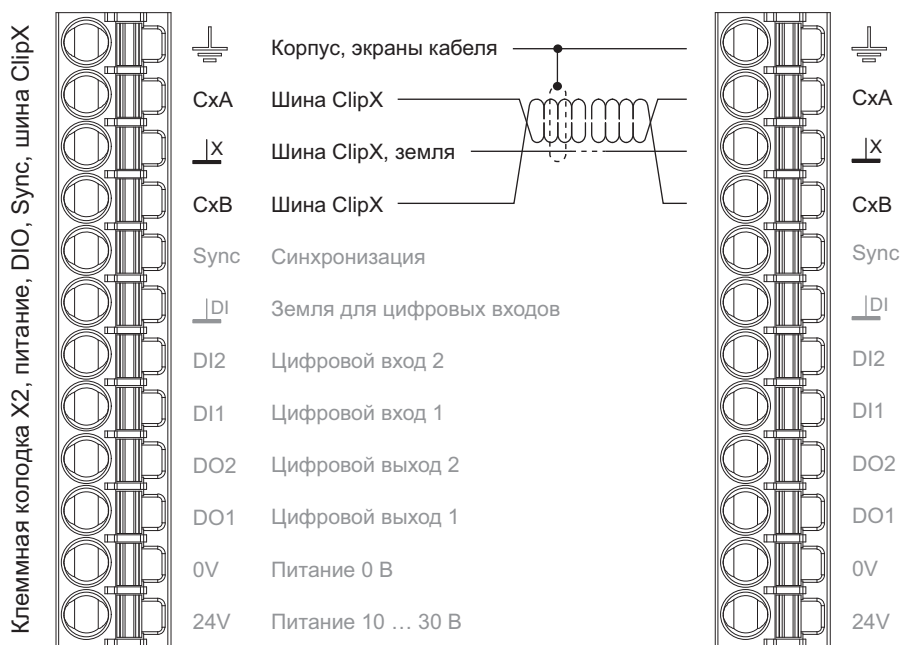 Клеммная колодка X2, питание, DIO, Sync, шина ClipX
Корпус, экраны кабеля
CxA Шина ClipX CxA
X Шина ClipX, земля X
CxB Шина ClipX CxB
Sync Синхронизация Sync
DI Земля для цифровых входов DI
DI2 Цифровой вход 2 DI2
DI1 Цифровой вход 1 DI1
DO2 Цифровой выход 2 DO2
DO1 Цифровой выход 1 DO1
0V Питание 0 В 0V
24V Питание 10 … 30 В 24V